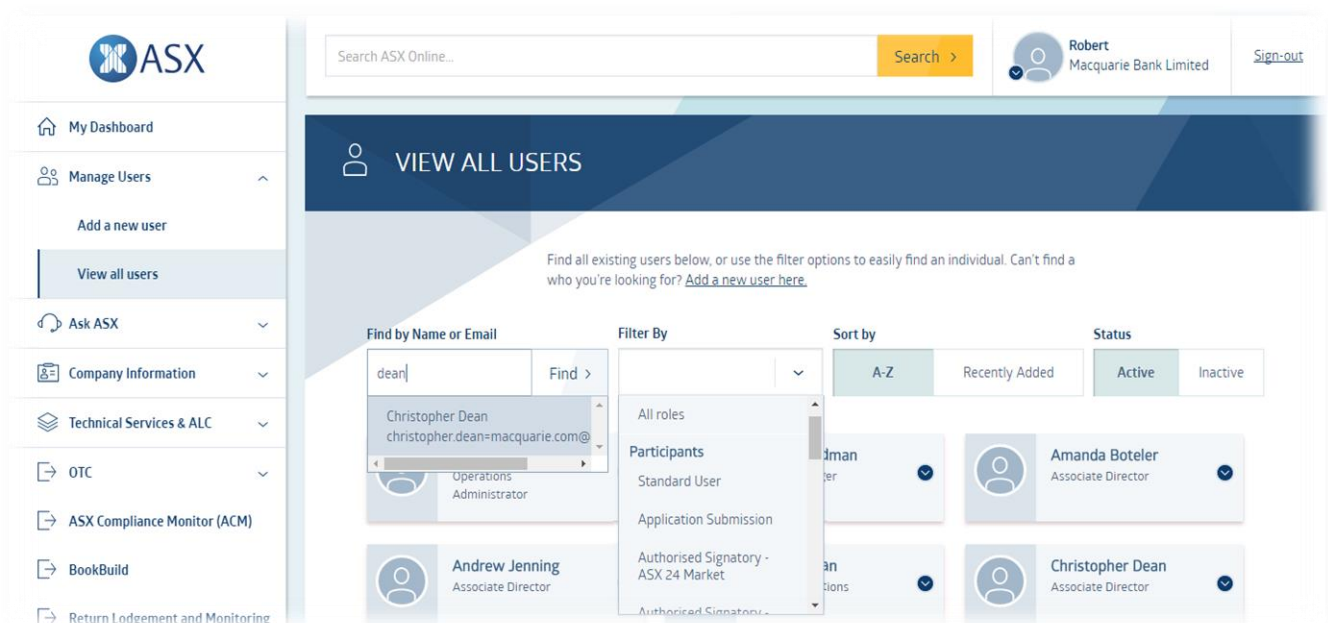 ASX
Search ASX Online...
Search >
Robert
Macquarie Bank Limited
Sign-out
My Dashboard
Manage Users
Add a new user
View all users
Ask ASX
Company Information
Technical Services & ALC
OTC
ASX Compliance Monitor (ACM)
BookBuild
Return Lodgement and Monitoring
VIEW ALL USERS
Find all existing users below, or use the filter options to easily find an individual. Can't find a
who you're looking for? Add a new user here.
Find by Name or Email
dean
Find >
Christopher Dean
christopher.dean=macquarie.com@
Filter By
All roles
Participants
Standard User
Application Submission
Authorised Signatory -
ASX 24 Market
Authorised Signatory -
Sort by
A-Z
Recently Added
Status
Active
Inactive
Operations
Administrator
dman
Amanda Boteler
Associate Director
Andrew Jenning
Associate Director
an
Christopher Dean
Associate Director